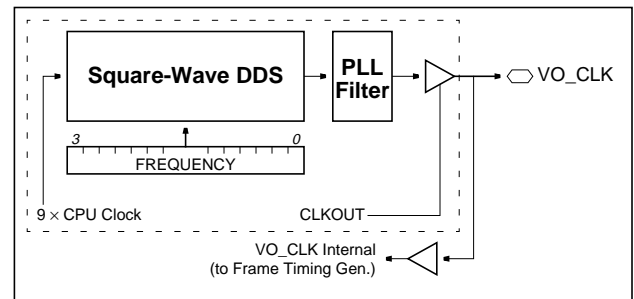 Square-Wave DDS
PLL
Filter
VO_CLK
3
0
FREQUENCY
9 × CPU Clock
CLKOUT
VO_CLK Internal
(to Frame Timing Gen.)